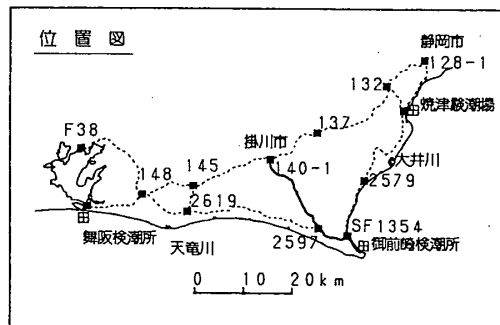 位置図
静岡市
128-1
132
焼津験潮場
F38
137
掛川市
大井川
148
145
140-1
2579
2619
SF1354
舞阪検潮所
2597
御前崎検潮所
天竜川
0 10 20km